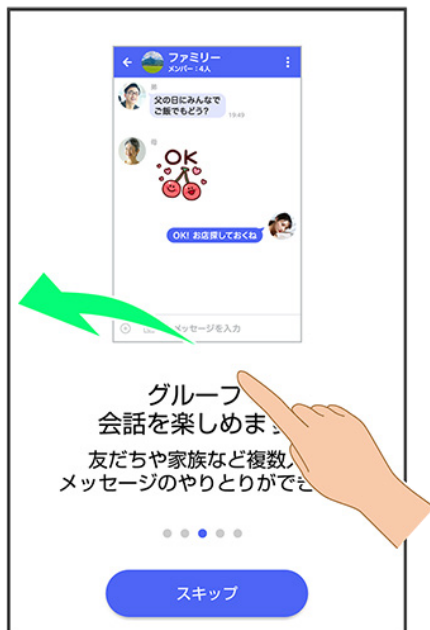 ファミリー
メンバー：4人
父の日にみんなで
ご飯でもどう?
19:49
OK
OK! お店探しておくね
メッセージを入力
グループ
会話を楽しめま
友だちや家族など複数
メッセージのやりとりができ
スキップ